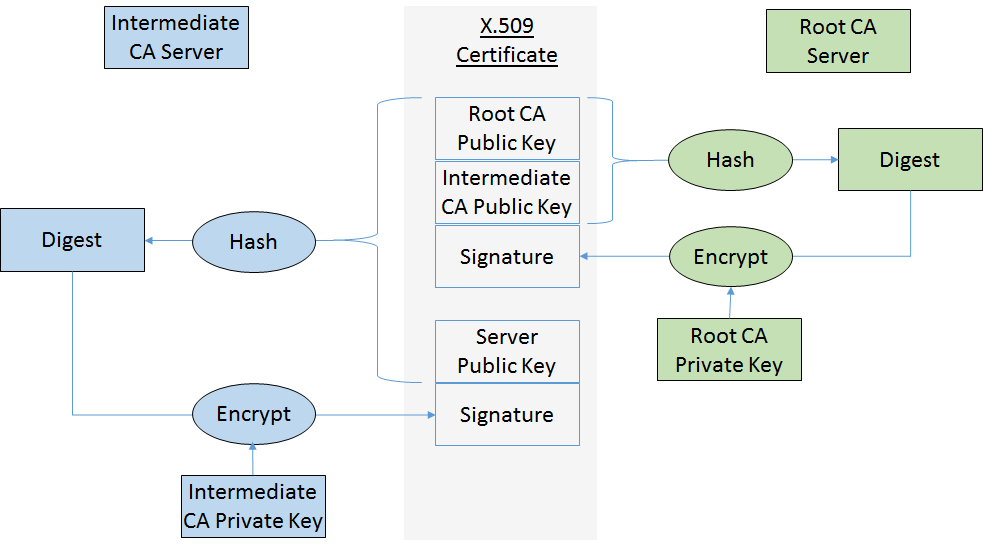 Intermediate
CA Server
X.509
Certificate
Root CA
Server
Root CA
Public Key
Intermediate
CA Public Key
Signature
Server
Public Key
Signature
Hash
Digest
Encrypt
Root CA
Private Key
Digest
Hash
Encrypt
Intermediate
CA Private Key